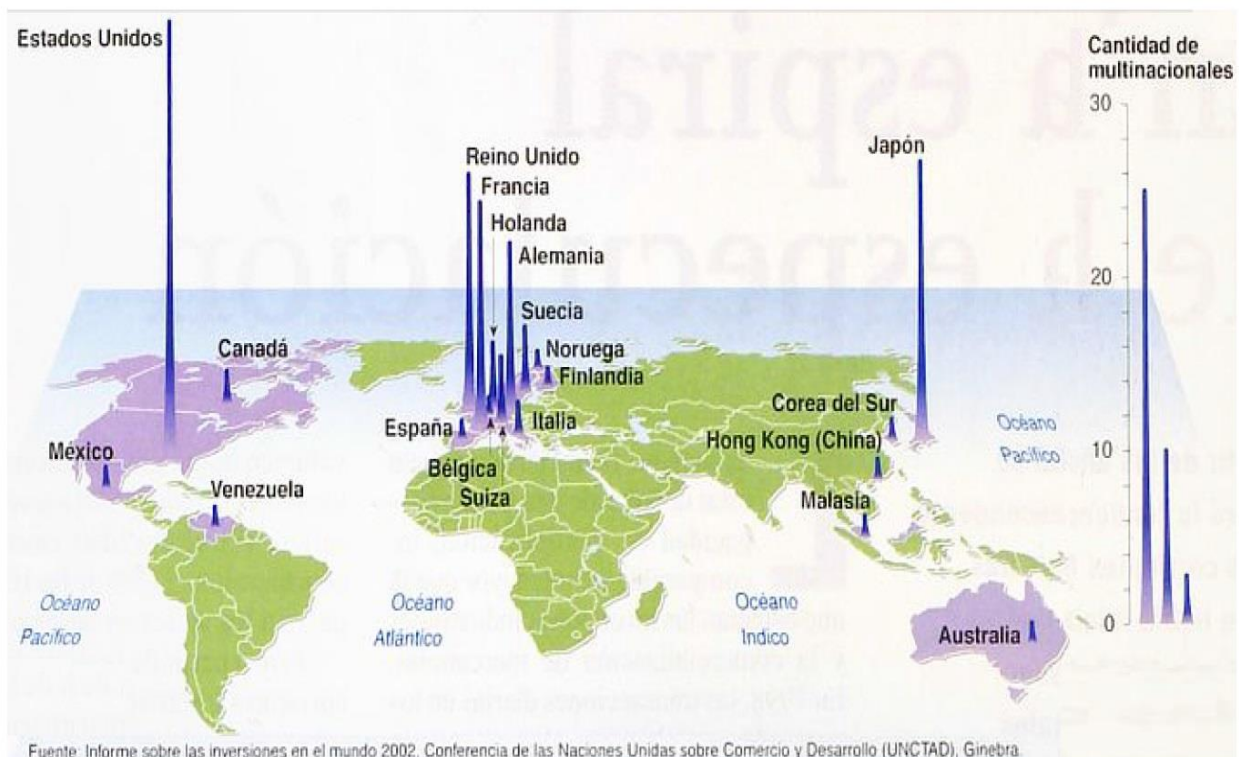 Estados Unidos
Cantidad de
multinacionales
30
Reino Unido
Japón
Francia
Holanda
Alemania
20
Suecia
Canadá
Noruega
Finlandia
Corea del Sur
España
Italia
Océano
Pacífico
México
Hong Kong (China)
10
Bélgica
Suiza
Venezuela
Malasia
Océano
Pacífico
Océano
Atlántico
Océano
Indico
Australia
0
Fuente: Informe sobre las inversiones en el mundo 2002. Conferencia de las Naciones Unidas sobre Comercio y Desarrollo (UNCTAD), Ginebra.